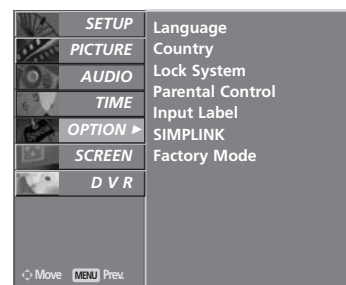 SETUP
PICTURE
AUDIO
TIME
OPTION ►
SCREEN
D V R
Language
Country
Lock System
Parental Control
Input Label
SIMPLINK
Factory Mode
Move MENU Prev.